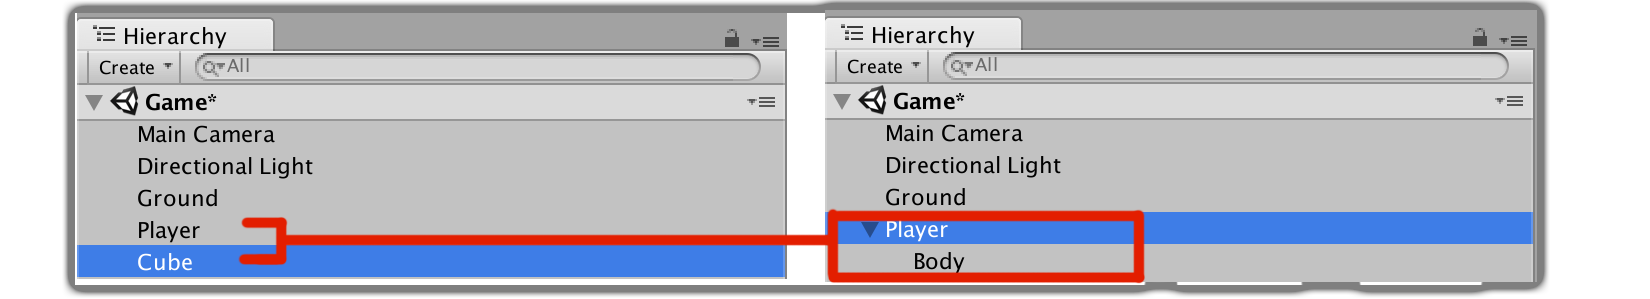 Hierarchy
Create
All
Game*
Main Camera
Directional Light
Ground
Player
Cube
Hierarchy
Create
All
Game*
Main Camera
Directional Light
Ground
Player
Body